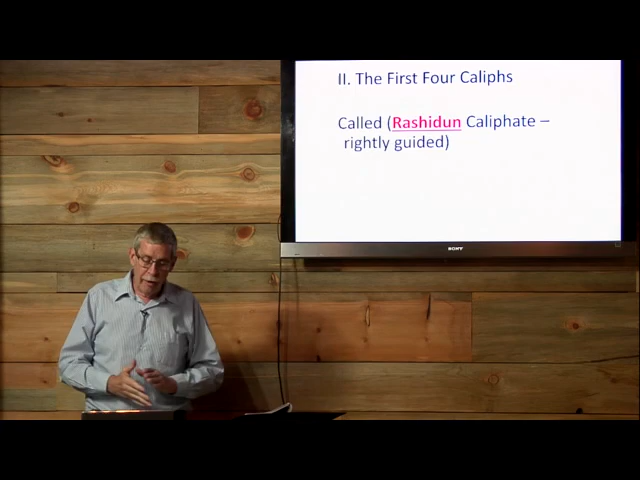 II. The First Four Caliphs
Called (Rashidun Caliphate –
rightly guided)
SONY